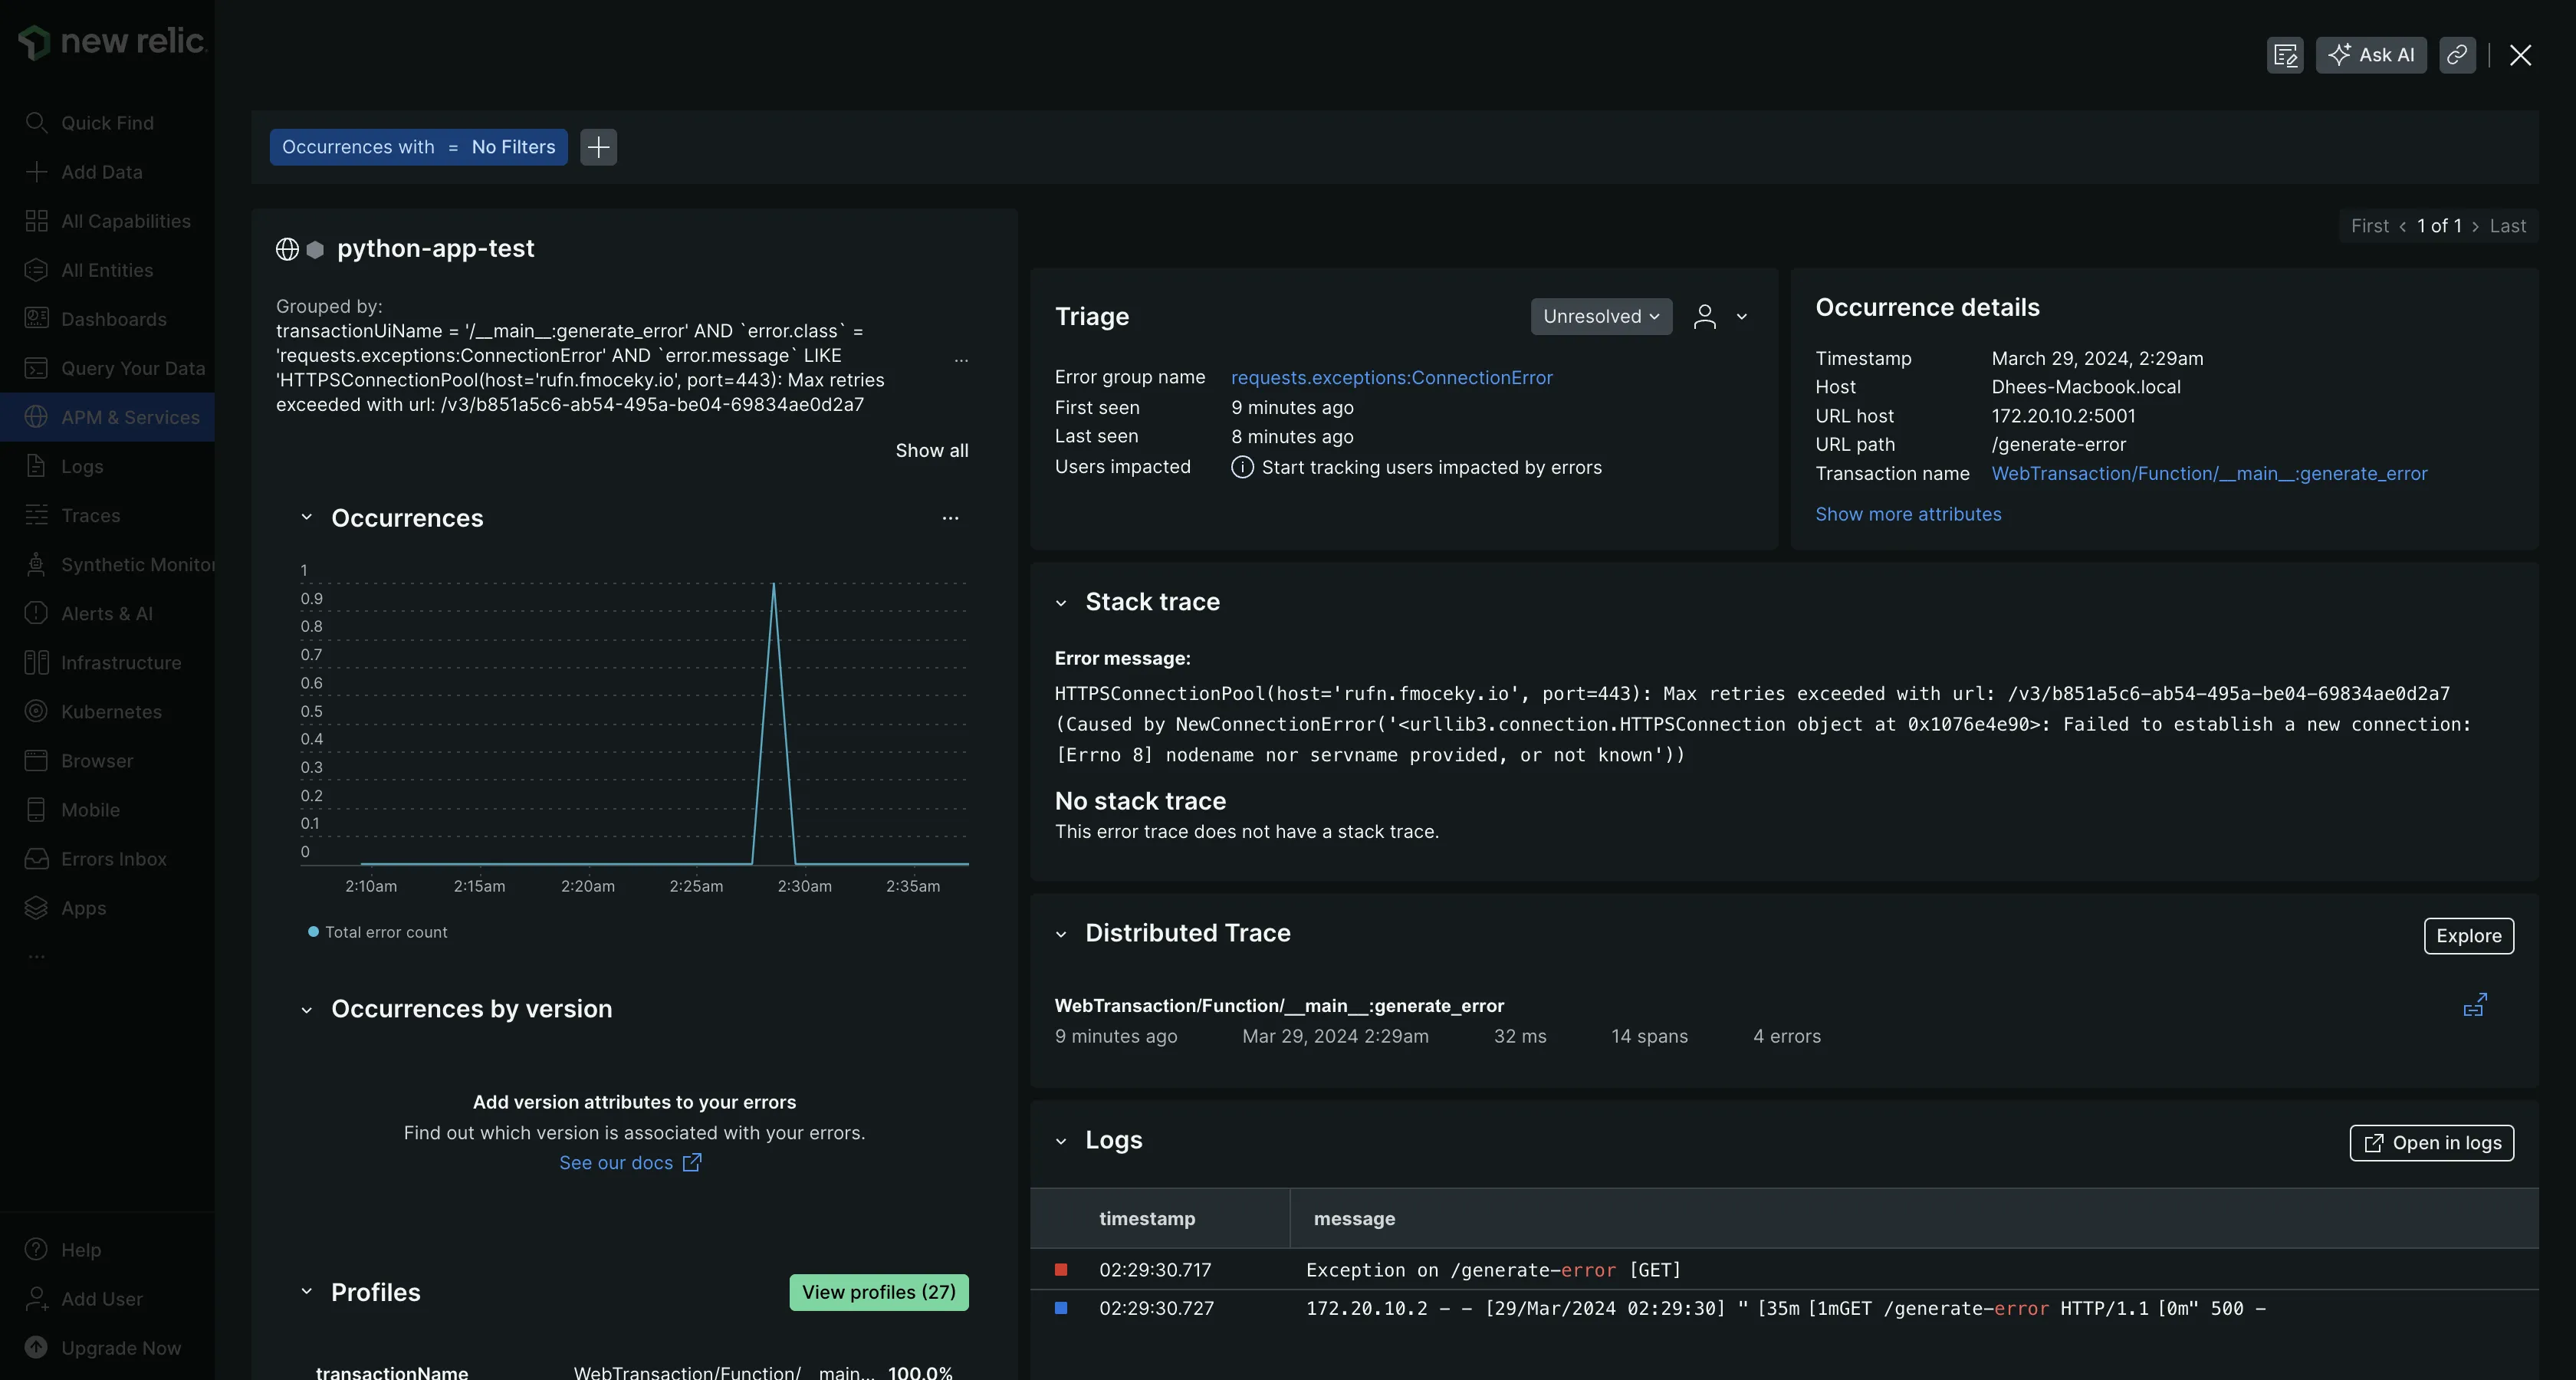 new relic.
Quick Find
Add Data
All Capabilities
All Entities
Dashboards
Query Your Data
APM & Services
Logs
Traces
Synthetic Monitor
Alerts & AI
Infrastructure
Kubernetes
Browser
Mobile
Errors Inbox
Apps
...
Help
Add User
Upgrade Now
Ask AI
Occurrences with = No Filters
python-app-test
Grouped by:
transactionUiName = '/__main__:generate_error' AND `error.class` =
'requests.exceptions:ConnectionError' AND `error.message` LIKE
'HTTPSConnectionPool(host='rufn.fmoceky.io', port=443): Max retries
exceeded with url: /v3/b851a5c6-ab54-495a-be04-69834ae0d2a7
...
Show all
Occurrences
...
1
0.9
0.8
0.7
0.6
0.5
0.4
0.3
0.2
0.1
0
2:10am 2:15am 2:20am 2:25am 2:30am 2:35am
Total error count
Occurrences by version
Add version attributes to your errors
Find out which version is associated with your errors.
See our docs
Profiles
View profiles (27)
transactionName WebTransaction/Function/__main... 100.0%
First < 1 of 1 > Last
Triage
Unresolved
Error group name requests.exceptions:ConnectionError
First seen 9 minutes ago
Last seen 8 minutes ago
Users impacted Start tracking users impacted by errors
Occurrence details
Timestamp March 29, 2024, 2:29am
Host Dhees-Macbook.local
URL host 172.20.10.2:5001
URL path /generate-error
Transaction name WebTransaction/Function/__main__:generate_error
Show more attributes
Stack trace
Error message:
HTTPSConnectionPool(host='rufn.fmoceky.io', port=443): Max retries exceeded with url: /v3/b851a5c6-ab54-495a-be04-69834ae0d2a7
(Caused by NewConnectionError('<urllib3.connection.HTTPSConnection object at 0x1076e4e90>: Failed to establish a new connection:
[Errno 8] nodename nor servname provided, or not known'))
No stack trace
This error trace does not have a stack trace.
Distributed Trace
Explore
WebTransaction/Function/__main__:generate_error
9 minutes ago Mar 29, 2024 2:29am 32 ms 14 spans 4 errors
Logs
Open in logs
timestamp message
02:29:30.717 Exception on /generate-error [GET]
02:29:30.727 172.20.10.2 - - [29/Mar/2024 02:29:30] " [35m [1mGET /generate-error HTTP/1.1 [0m" 500 -